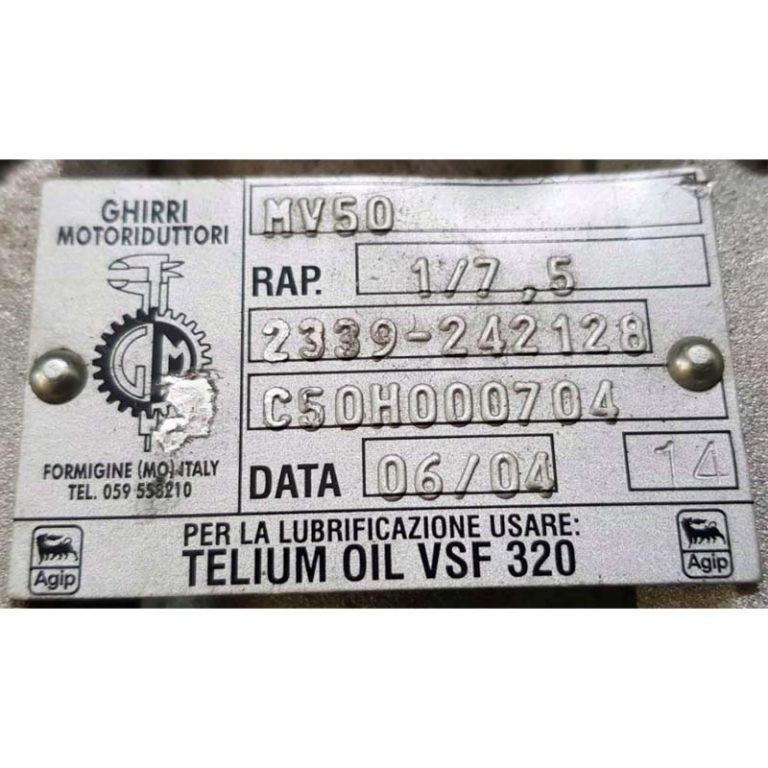 GHIRRI
MOTORIDUTTORI
GM
FORMIGINE (MO) ITALY
TEL. 059 558210
MV50
RAP. 1/7,5
2339-242128
C50H000704
DATA 06/04 14
PER LA LUBRIFICAZIONE USARE:
TELIUM OIL VSF 320
Agip
Agip